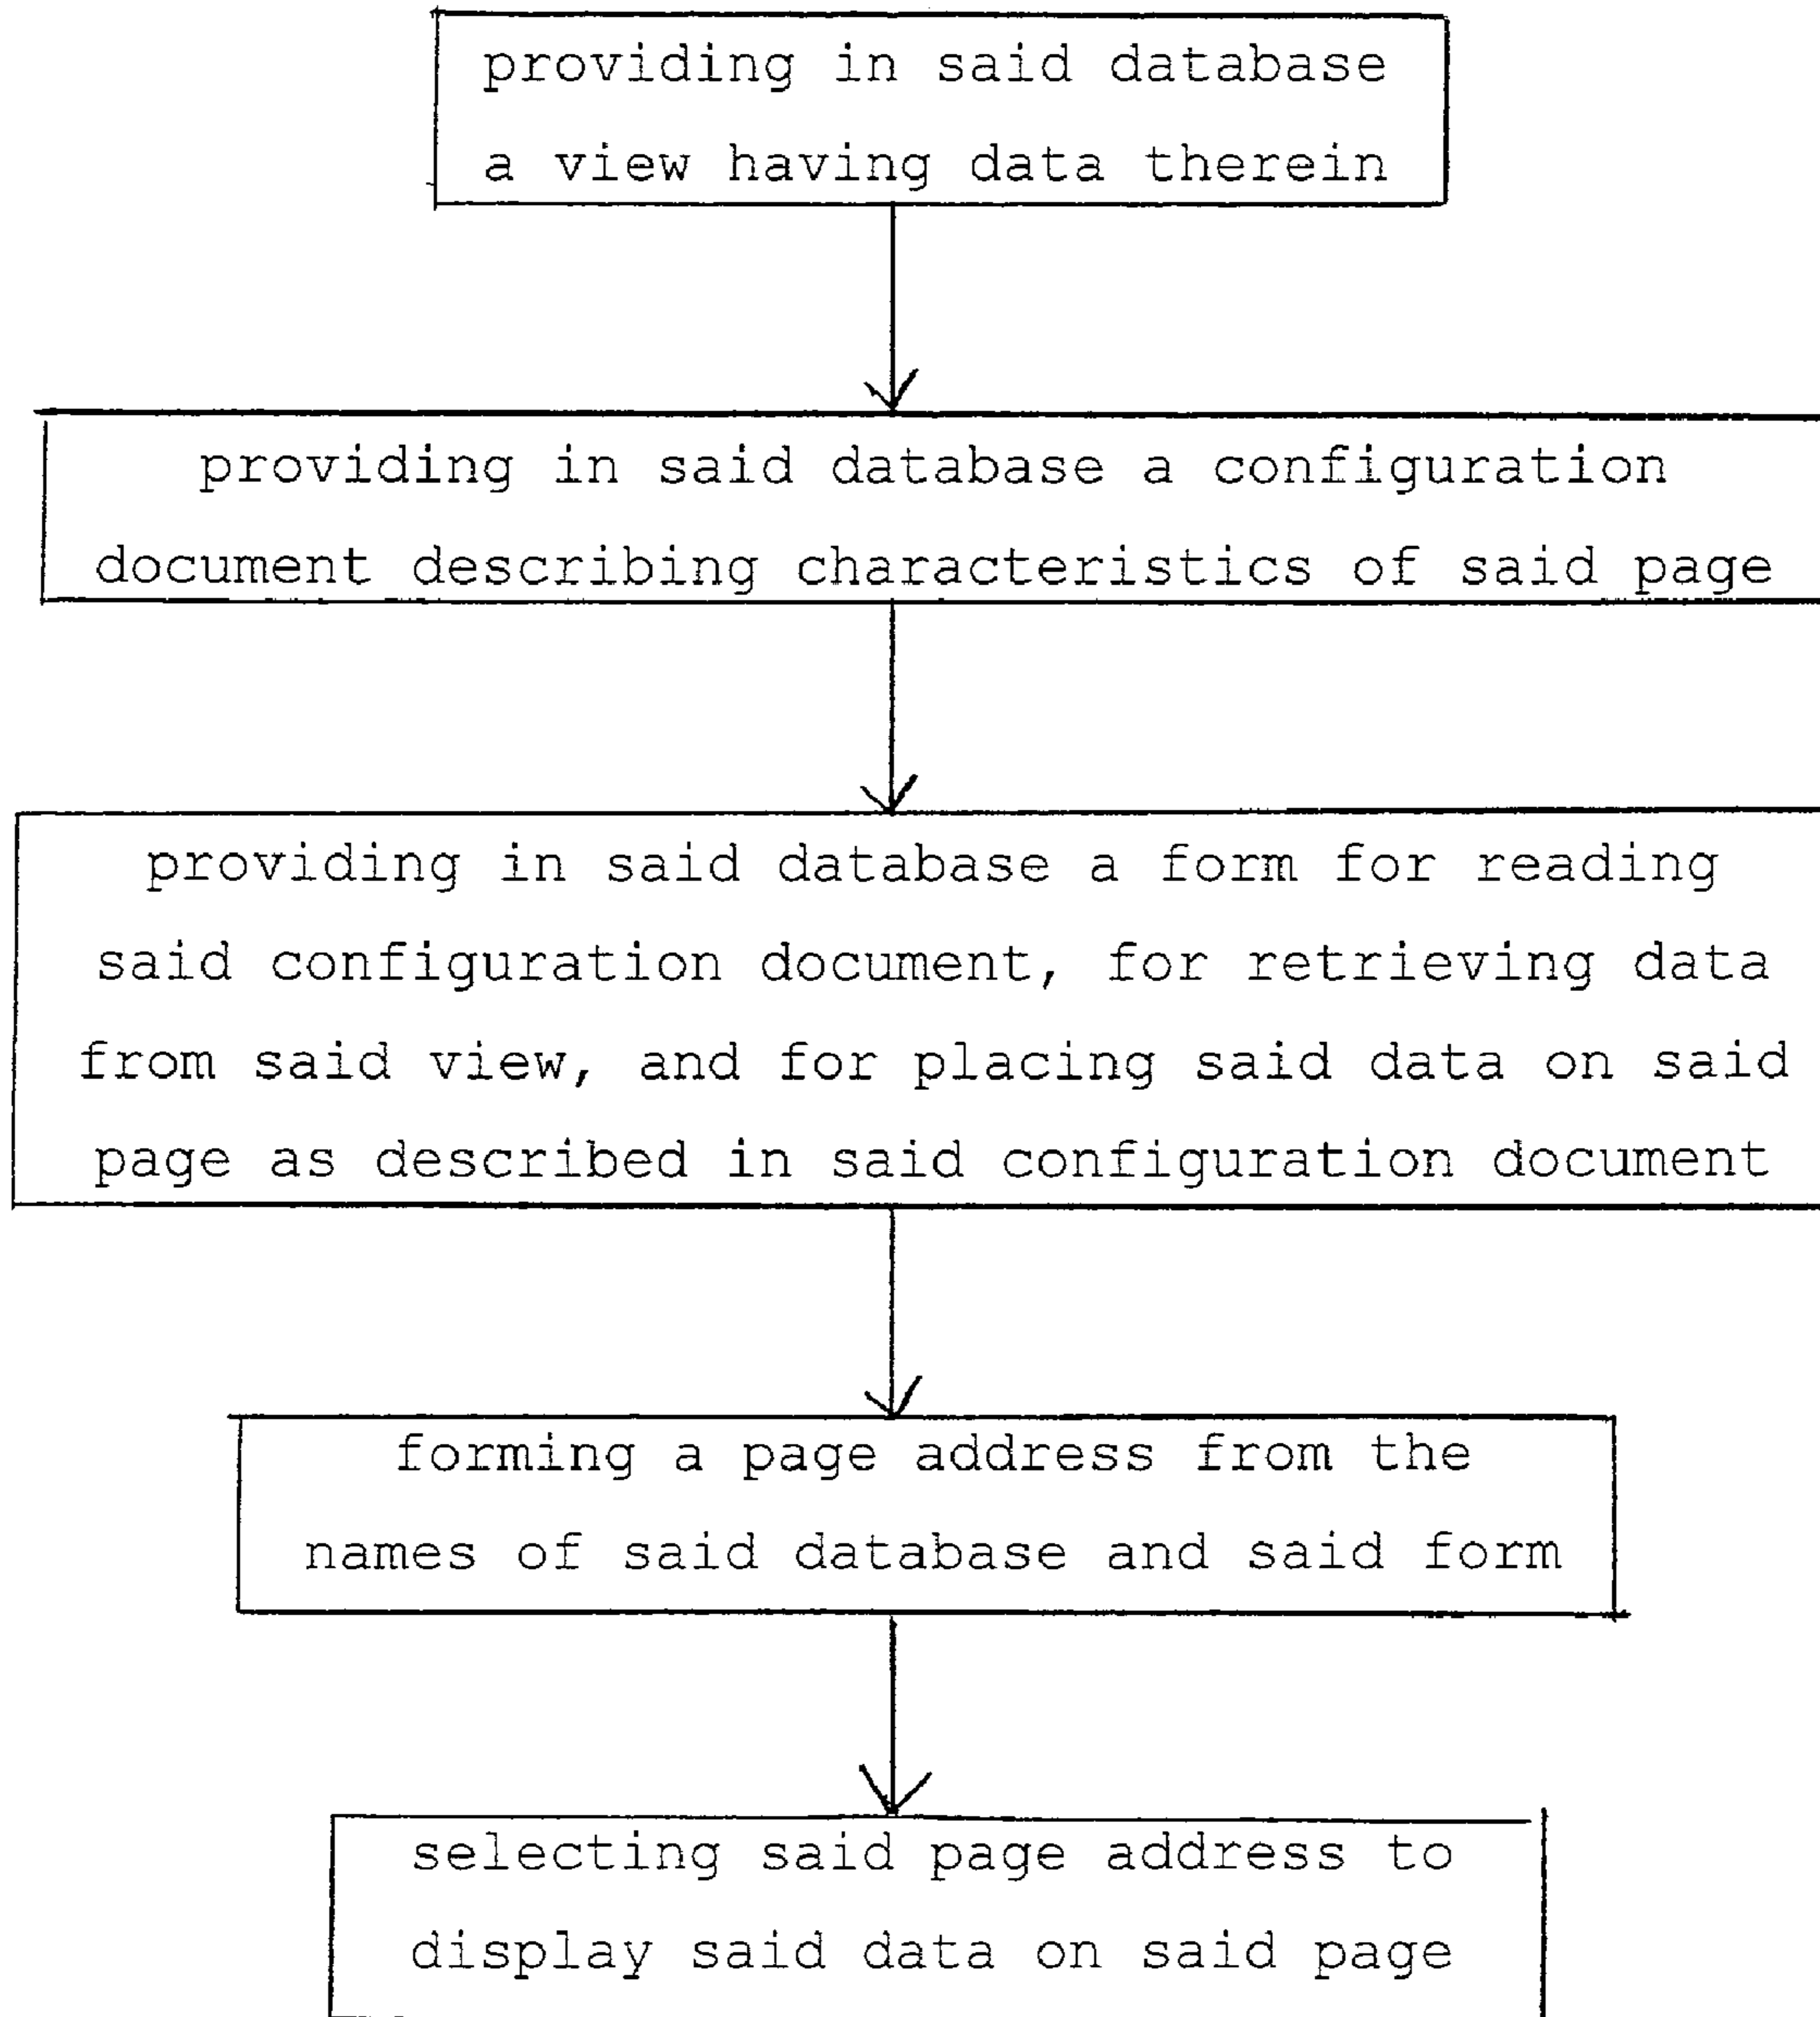 providing in said database
a view having data therein
providing in said database a configuration
document describing characteristics of said page
providing in said database a form for reading
said configuration document, for retrieving data
from said view, and for placing said data on said
page as described in said configuration document
forming a page address from the
names of said database and said form
selecting said page address to
display said data on said page